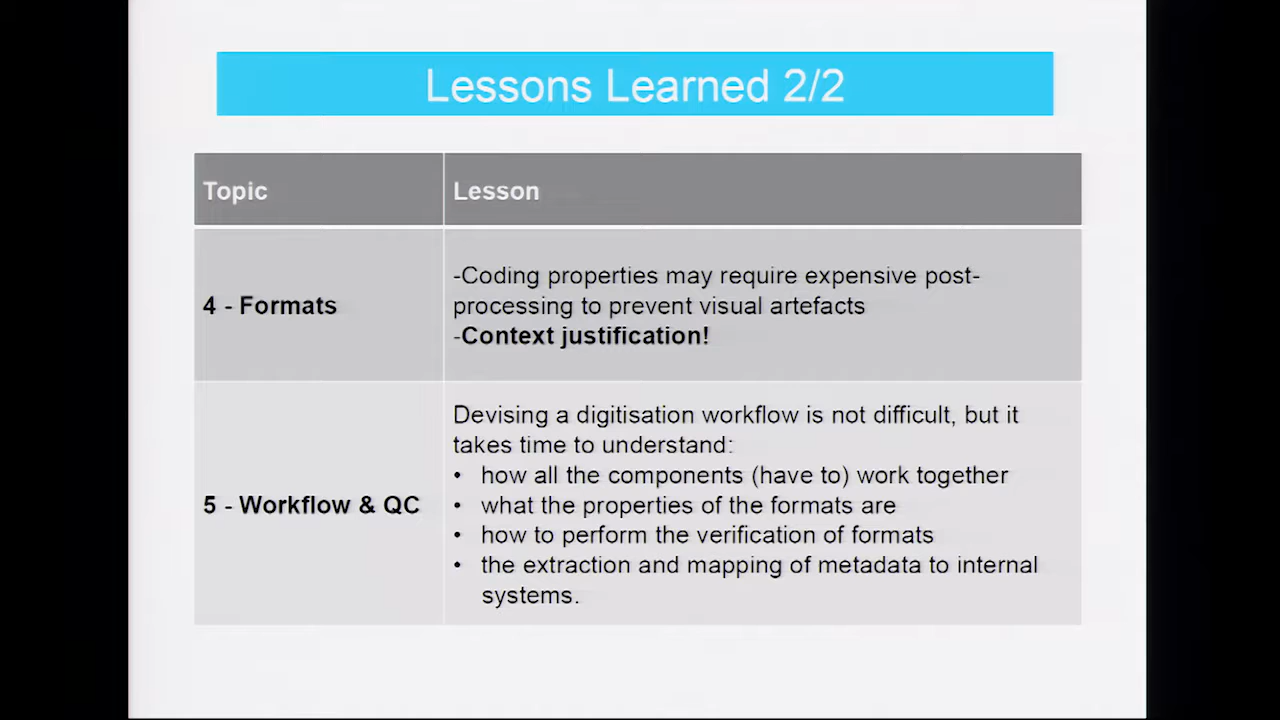 Lessons Learned 2/2
Topic
Lesson
4 - Formats
-Coding properties may require expensive post-
processing to prevent visual artefacts
-Context justification!
5 - Workflow & QC
Devising a digitisation workflow is not difficult, but it
takes time to understand:
• how all the components (have to) work together
• what the properties of the formats are
• how to perform the verification of formats
• the extraction and mapping of metadata to internal
systems.